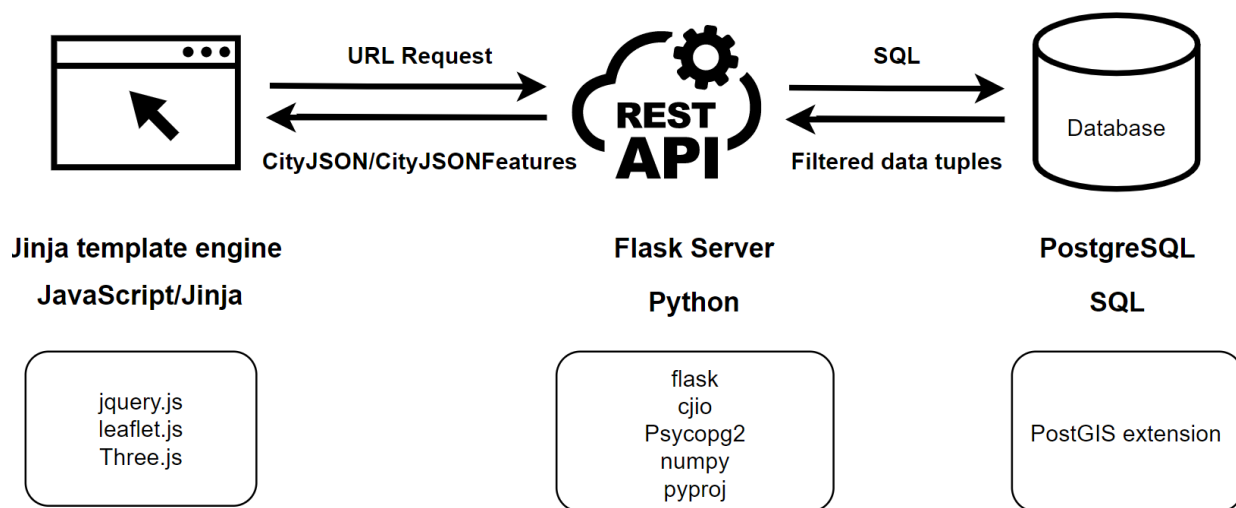 URL Request
SQL
REST
API
Database
CityJSON/CityJSONFeatures
Filtered data tuples
Jinja template engine
Flask Server
PostgreSQL
JavaScript/Jinja
Python
SQL
jquery.js
leaflet.js
Three.js
flask
cjio
Psycopg2
numpy
pyproj
PostGIS extension